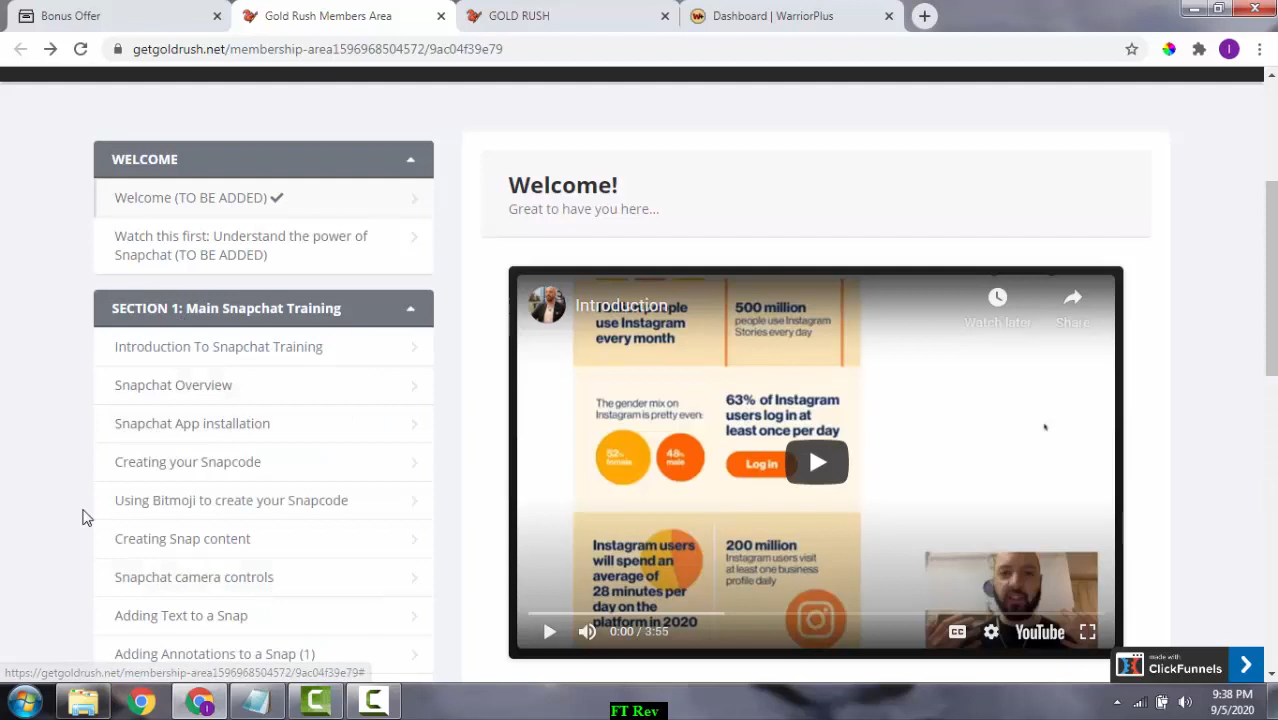 Bonus Offer
Gold Rush Members Area
GOLD RUSH
Dashboard | WarriorPlus
getgoldrush.net/membership-area1596968504572/9ac04f39e79
I
WELCOME
Welcome (TO BE ADDED)
Watch this first: Understand the power of
Snapchat (TO BE ADDED)
SECTION 1: Main Snapchat Training
Introduction To Snapchat Training
Snapchat Overview
Snapchat App installation
Creating your Snapcode
Using Bitmoji to create your Snapcode
Creating Snap content
Snapchat camera controls
Adding Text to a Snap
Adding Annotations to a Snap (1)
Welcome!
Great to have you here...
Introduction
Watch later
Share
people
use Instagram
every month
500 million
people use Instagram
Stories every day
The gender mix on
Instagram is pretty even:
52%
female
48%
male
63% of Instagram
users log in at
least once per day
Log in
Instagram users
will spend an
average of
28 minutes per
day on the
platform in 2020
200 million
Instagram users visit
at least one business
profile daily
0:00 / 3:55
CC
YouTube
made with
ClickFunnels
https://getgoldrush.net/membership-area1596968504572/9ac04f39e79#
FT Rev
9:38 PM
9/5/2020